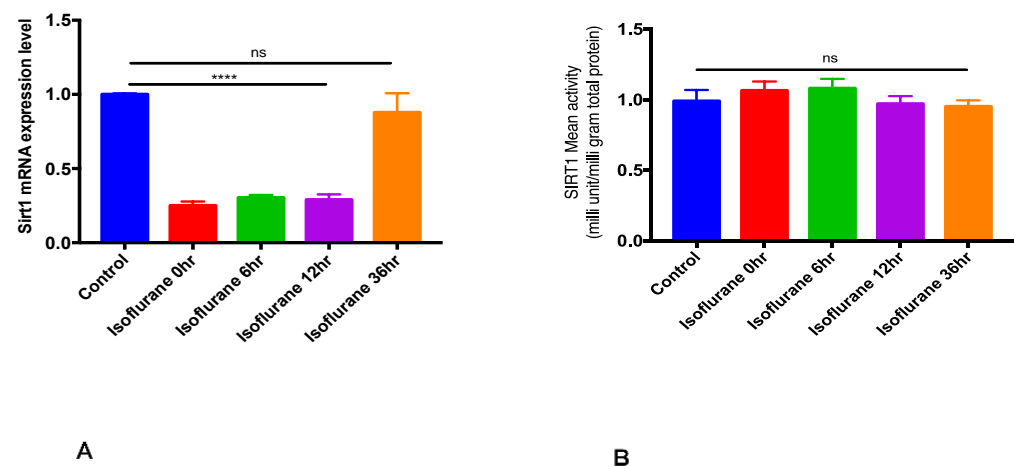 Sirt1 mRNA expression level
1.5
1.0
0.5
0.0
ns
****
Control
Isoflurane 0hr
Isoflurane 6hr
Isoflurane 12hr
Isoflurane 36hr
A
SIRT1 Mean activity
(milli unit/milli gram total protein)
1.5
1.0
0.5
0.0
ns
Control
Isoflurane 0hr
Isoflurane 6hr
Isoflurane 12hr
Isoflurane 36hr
B